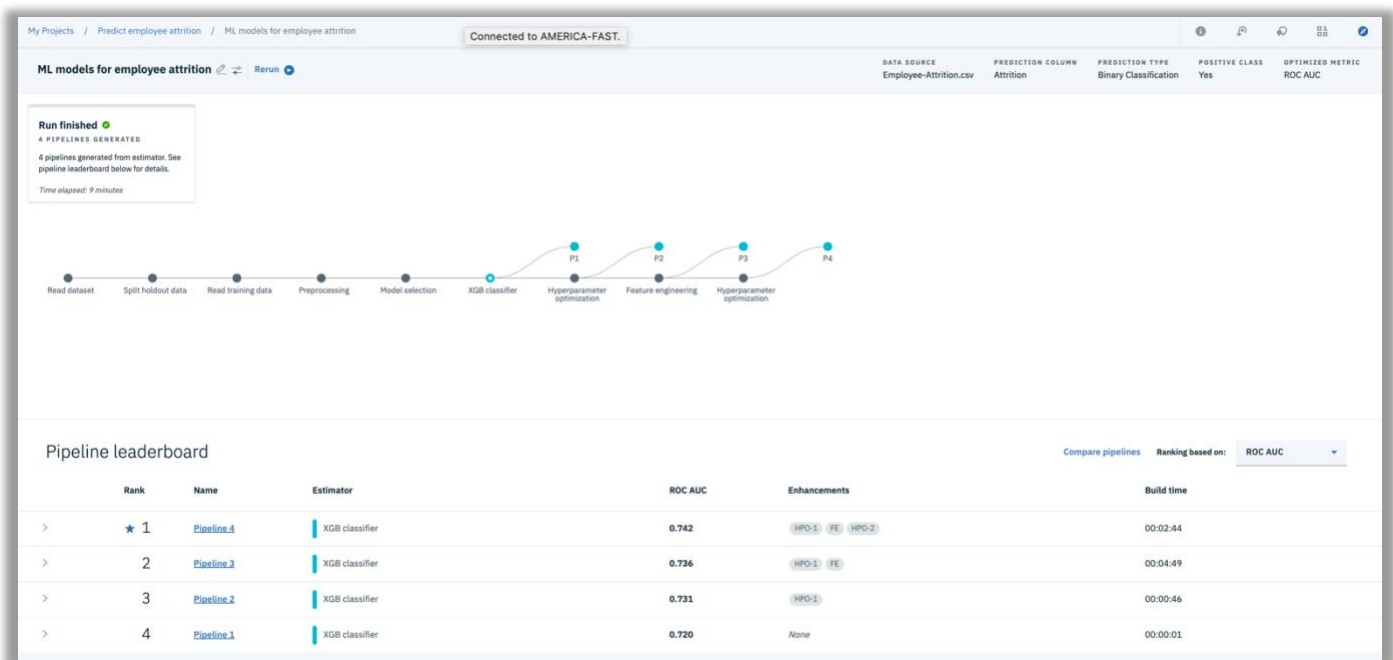 My Projects / Predict employee attrition / ML models for employee attrition
Connected to AMERICA-FAST.
ML models for employee attrition Rerun
DATA SOURCE PREDICTION COLUMN PREDICTION TYPE POSITIVE CLASS OPTIMIZED METRIC
Employee-Attrition.csv Attrition Binary Classification Yes ROC AUC
Run finished
4 PIPELINES GENERATED
4 pipelines generated from estimator. See
pipeline leaderboard below for details.
Time elapsed: 9 minutes
P1 P2 P3 P4
Read dataset Split holdout data Read training data Preprocessing Model selection XGB classifier Hyperparameter Feature engineering Hyperparameter
optimization optimization
Pipeline leaderboard
Compare pipelines Ranking based on: ROC AUC
Rank Name Estimator ROC AUC Enhancements Build time
1 Pipeline 4 XGB classifier 0.742 HPO-1 FE HPO-2 00:02:44
2 Pipeline 3 XGB classifier 0.736 HPO-1 FE 00:04:49
3 Pipeline 2 XGB classifier 0.731 HPO-1 00:00:46
4 Pipeline 1 XGB classifier 0.720 None 00:00:01